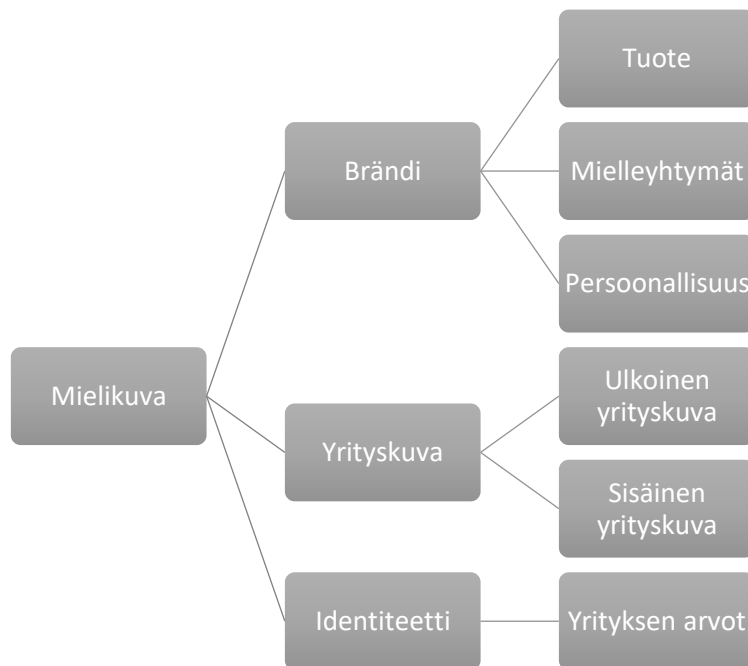 Mielikuva
Brändi
Tuote
Mielleyhtymät
Persoonallisuus
Yrityskuva
Ulkoinen
yrityskuva
Sisäinen
yrityskuva
Identiteetti
Yrityksen arvot